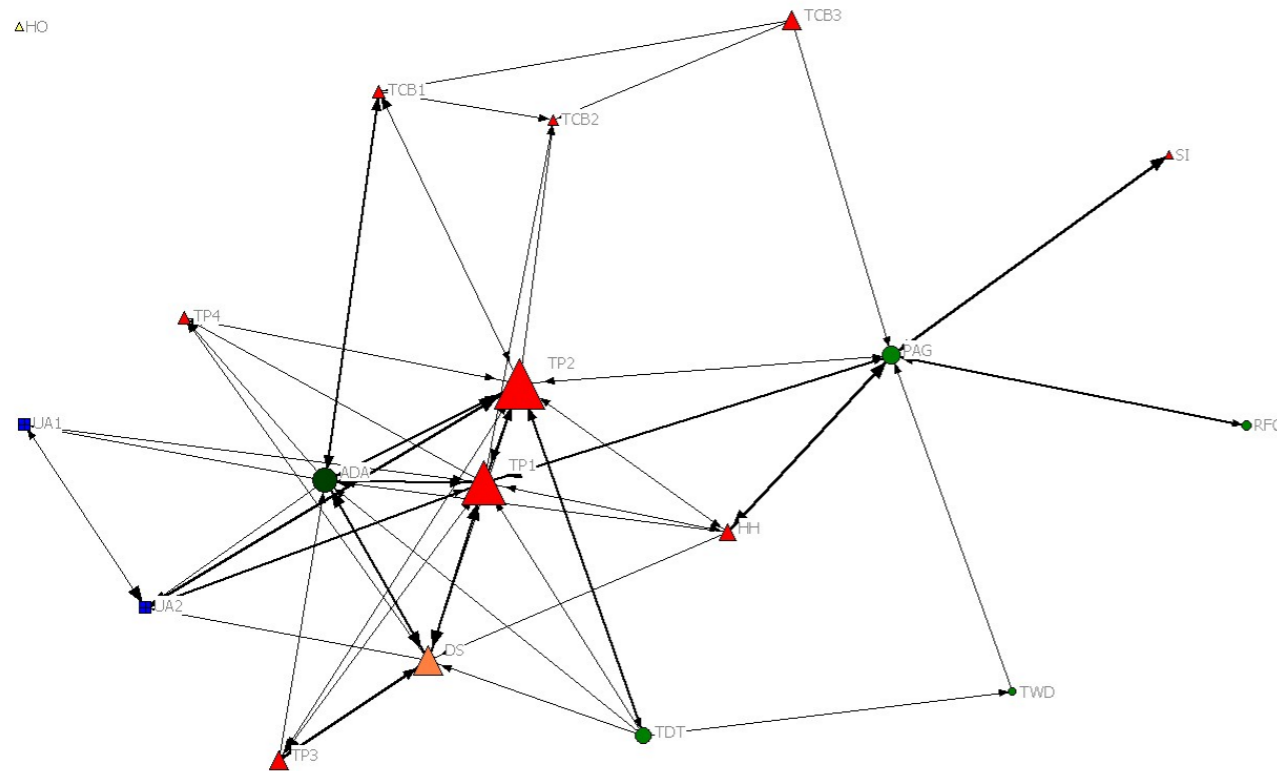 TCB3
HO
TCB1
TCB2
SI
TP4
PAG
TP2
UA1
RFC
TP1
ADA
HH
UA2
DS
TWD
TDT
TP3